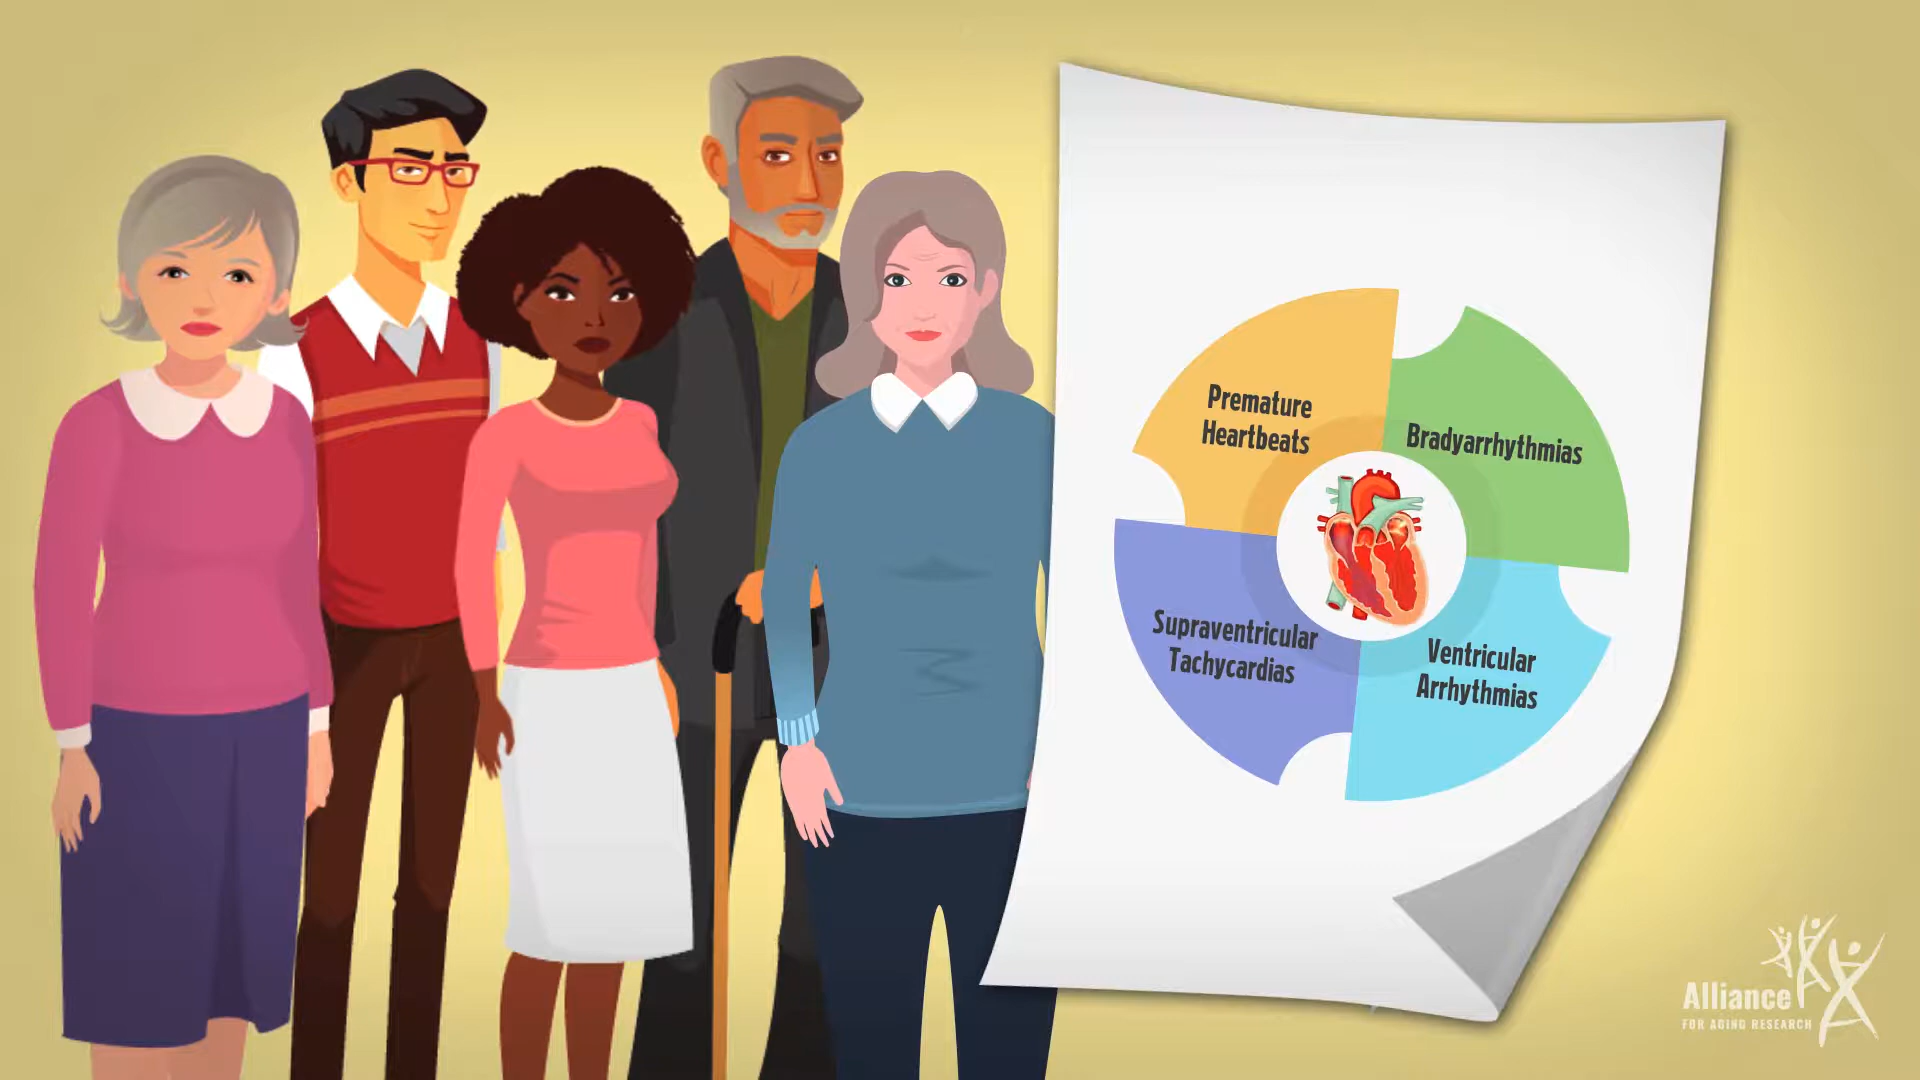 Premature
Heartbeats
Bradyarrhythmias
Supraventricular
Tachycardias
Ventricular
Arrhythmias
Alliance
FOR AGING RESEARCH